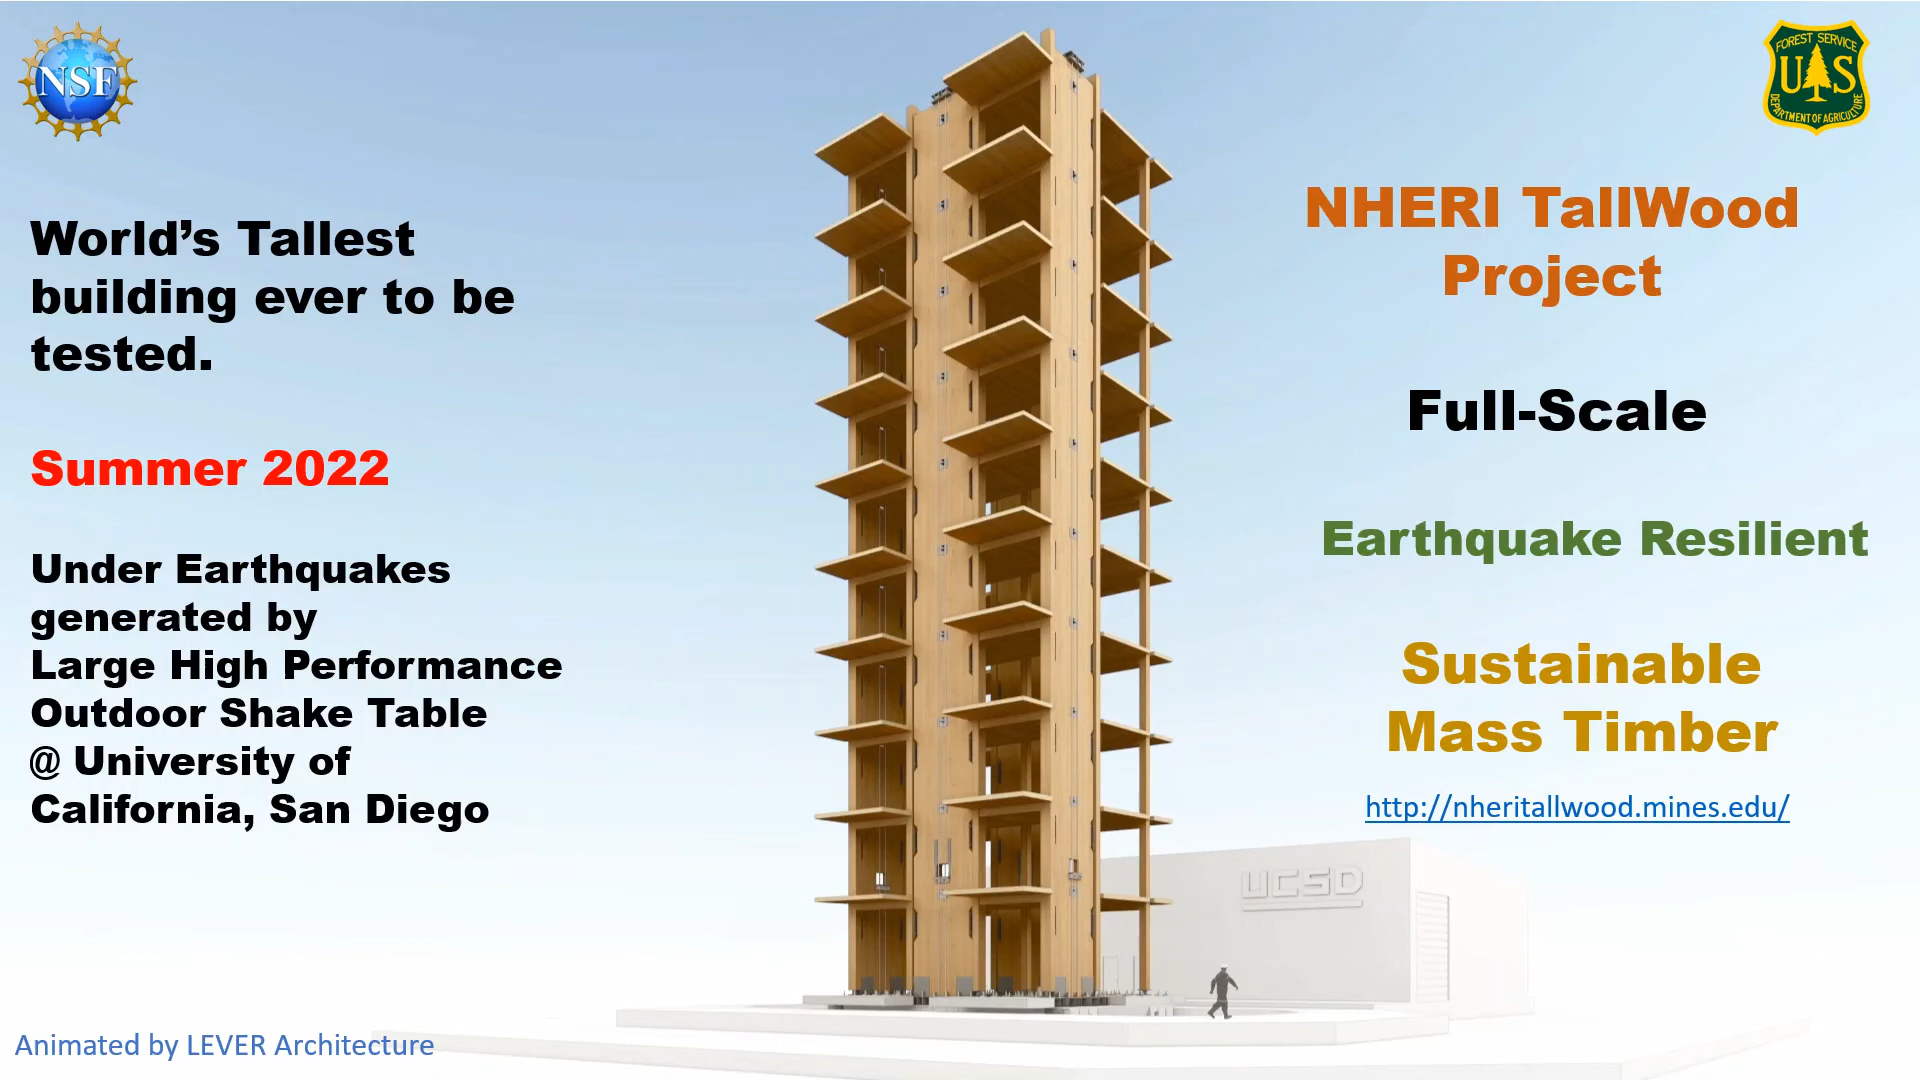 NSF
FOREST SERVICE
U S
DEPARTMENT OF AGRICULTURE
World’s Tallest
building ever to be
tested.
Summer 2022
Under Earthquakes
generated by
Large High Performance
Outdoor Shake Table
@ University of
California, San Diego
NHERI TallWood
Project
Full-Scale
Earthquake Resilient
Sustainable
Mass Timber
http://nheritallwood.mines.edu/
UCSD
Animated by LEVER Architecture